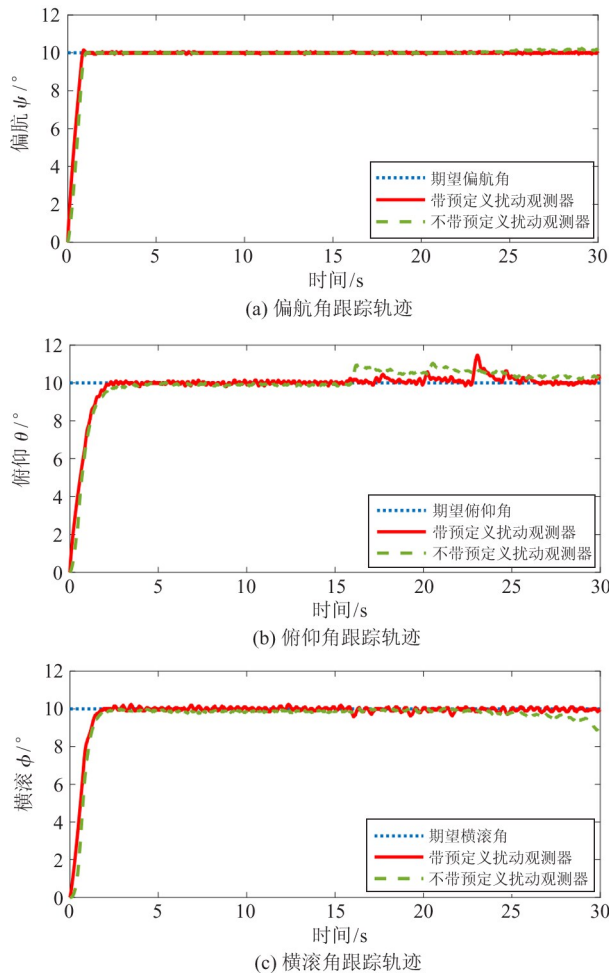 12
10
8
6
4
2
0
偏航 ψ/°
期望偏航角
带预定义扰动观测器
不带预定义扰动观测器
0 5 10 15 20 25 30
时间/s
(a) 偏航角跟踪轨迹
12
10
8
6
4
2
0
俯仰 θ/°
期望俯仰角
带预定义扰动观测器
不带预定义扰动观测器
0 5 10 15 20 25 30
时间/s
(b) 俯仰角跟踪轨迹
12
10
8
6
4
2
0
横滚 ϕ/°
期望横滚角
带预定义扰动观测器
不带预定义扰动观测器
0 5 10 15 20 25 30
时间/s
(c) 横滚角跟踪轨迹